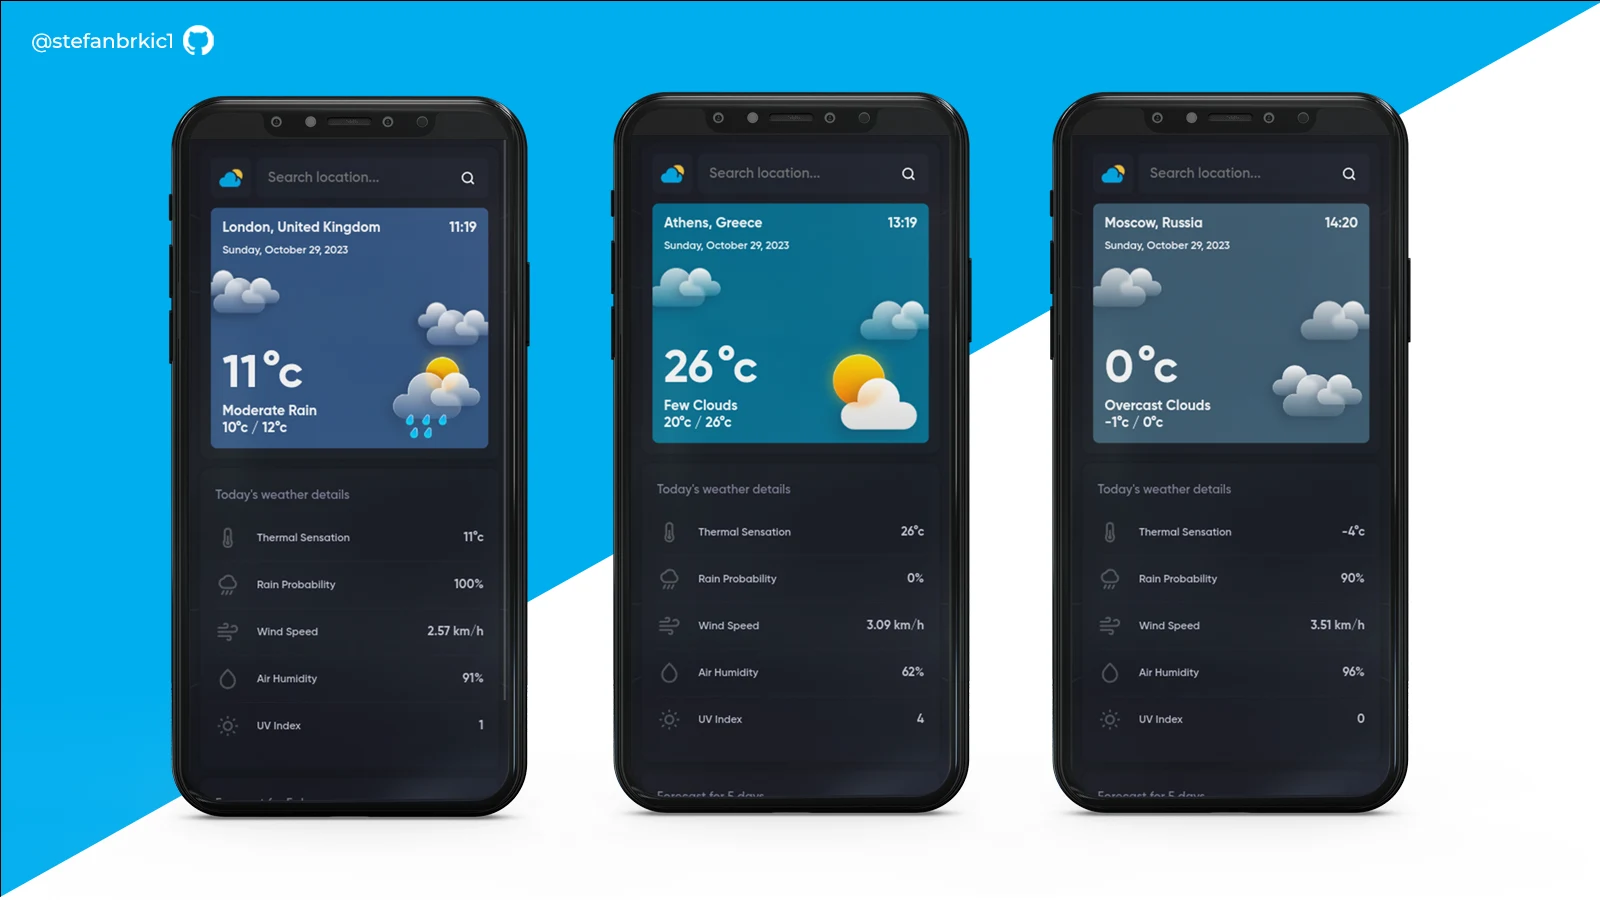 @stefanbrkic1
Search location...
London, United Kingdom 11:19
Sunday, October 29, 2023
11°c
Moderate Rain
10°c / 12°c
Today's weather details
Thermal Sensation 11°c
Rain Probability 100%
Wind Speed 2.57 km/h
Air Humidity 91%
UV Index 1
Search location...
Athens, Greece 13:19
Sunday, October 29, 2023
26°c
Few Clouds
20°c / 26°c
Today's weather details
Thermal Sensation 26°c
Rain Probability 0%
Wind Speed 3.09 km/h
Air Humidity 62%
UV Index 4
Forecast for 5 days
Search location...
Moscow, Russia 14:20
Sunday, October 29, 2023
0°c
Overcast Clouds
-1°c / 0°c
Today's weather details
Thermal Sensation -4°c
Rain Probability 90%
Wind Speed 3.51 km/h
Air Humidity 96%
UV Index 0
Forecast for 5 days